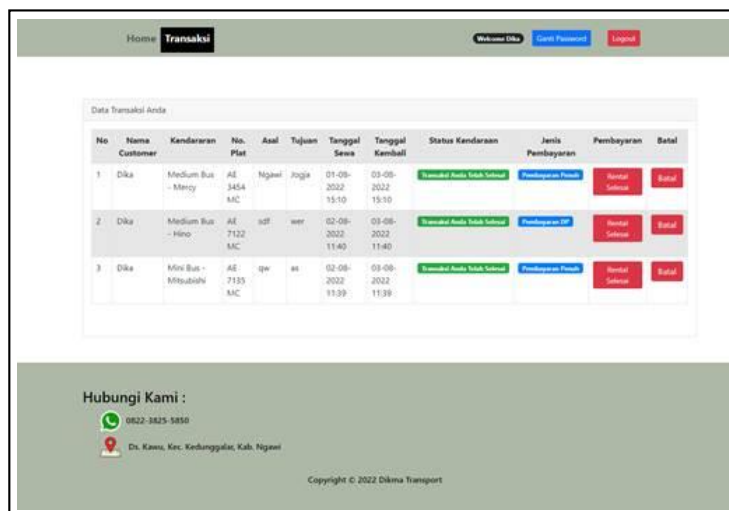 Home Transaksi Welcome Dika Ganti Password Logout
Data Transaksi Anda
No Nama Customer Kendararan No. Plat Asal Tujuan Tanggal Sewa Tanggal Kembali Status Kendaraan Jenis Pembayaran Pembayaran Batal
1 Dika Medium Bus - Mercy AE 3454 MC Ngawi Jogja 01-08-2022 15:10 03-08-2022 15:10 Transaksi Anda Telah Selesai Pembayaran Penuh Rental Selesai Batal
2 Dika Medium Bus - Hino AE 7122 MC sdf wer 02-08-2022 11:40 03-08-2022 11:40 Transaksi Anda Telah Selesai Pembayaran DP Rental Selesai Batal
3 Dika Mini Bus - Mitsubishi AE 7135 MC qw as 02-08-2022 11:39 03-08-2022 11:39 Transaksi Anda Telah Selesai Pembayaran Penuh Rental Selesai Batal
Hubungi Kami :
0822-3825-5850
Ds. Kawu, Kec. Kedunggalar, Kab. Ngawi
Copyright © 2022 Dikma Transport